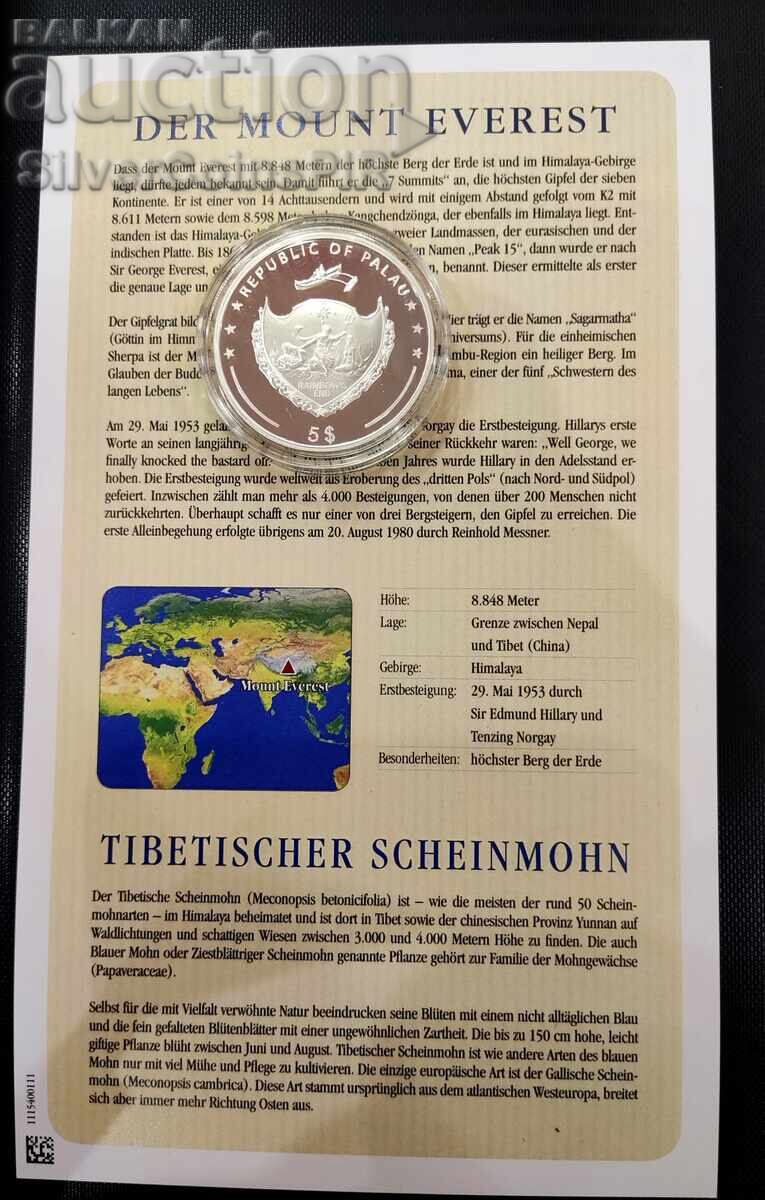 BALKAN
auction
DER MOUNT EVEREST
Dass der Mount Everest mit 8.848 Metern der höchste Berg der Erde ist und im Himalaya-Gebirge
liegt, dürfte jedem bekannt sein. Damit führt er die „7 Summits“ an, die höchsten Gipfel der sieben
Kontinente. Er ist einer von 14 Achttausendern und wird mit einigem Abstand gefolgt vom K2 mit
8.611 Metern sowie dem 8.598 Kangchendzönga, der ebenfalls im Himalaya liegt. Ent-
standen ist das Himalaya- zweier Landmassen, der eurasischen und der
indischen Platte. Bis den Namen „Peak 15“, dann wurde er nach
Sir George Everest, benannt. Dieser ermittelte als erster
die genaue Lage
REPUBLIC OF PALAU
RAINBOW'S
END
5 $
Der Gipfelgrat trägt er die Namen „Sagarmatha“
(Göttin im Für die einheimischen
Sherpa ist der ein heiliger Berg. Im
Glauben der einer der fünf „Schwestern des
langen Lebens“.
Am 29. Mai 1953 Norgay die Erstbesteigung. Hillarys erste
Worte an seinen seiner Rückkehr waren: „Well George, we
finally knocked the bastard Jahres wurde Hillary in den Adelsstand er-
hoben. Die Erstbesteigung wurde weltweit als Eroberung des „dritten Pols“ (nach Nord- und Südpol)
gefeiert. Inzwischen zählt man mehr als 4.000 Besteigungen, von denen über 200 Menschen nicht
zurückkehrten. Überhaupt schafft es nur einer von drei Bergsteigern, den Gipfel zu erreichen. Die
erste Alleinbegehung erfolgte übrigens am 20. August 1980 durch Reinhold Messner.
Mount Everest
Höhe: 8.848 Meter
Lage: Grenze zwischen Nepal
und Tibet (China)
Gebirge: Himalaya
Erstbesteigung: 29. Mai 1953 durch
Sir Edmund Hillary und
Tenzing Norgay
Besonderheiten: höchster Berg der Erde
TIBETISCHER SCHEINMOHN
Der Tibetische Scheinmohn (Meconopsis betonicifolia) ist – wie die meisten der rund 50 Schein-
mohnarten – im Himalaya beheimatet und ist dort in Tibet sowie der chinesischen Provinz Yunnan auf
Waldlichtungen und schattigen Wiesen zwischen 3.000 und 4.000 Metern Höhe zu finden. Die auch
Blauer Mohn oder Ziestblättriger Scheinmohn genannte Pflanze gehört zur Familie der Mohngewächse
(Papaveraceae).
Selbst für die mit Vielfalt verwöhnte Natur beeindrucken seine Blüten mit einem nicht alltäglichen Blau
und die fein gefalteten Blütenblätter mit einer ungewöhnlichen Zartheit. Die bis zu 150 cm hohe, leicht
giftige Pflanze blüht zwischen Juni und August. Tibetischer Scheinmohn ist wie andere Arten des blauen
Mohn nur mit viel Mühe und Pflege zu kultivieren. Die einzige europäische Art ist der Gallische Schein-
mohn (Meconopsis cambrica). Diese Art stammt ursprünglich aus dem atlantischen Westeuropa, breitet
sich aber immer mehr Richtung Osten aus.
1115400111